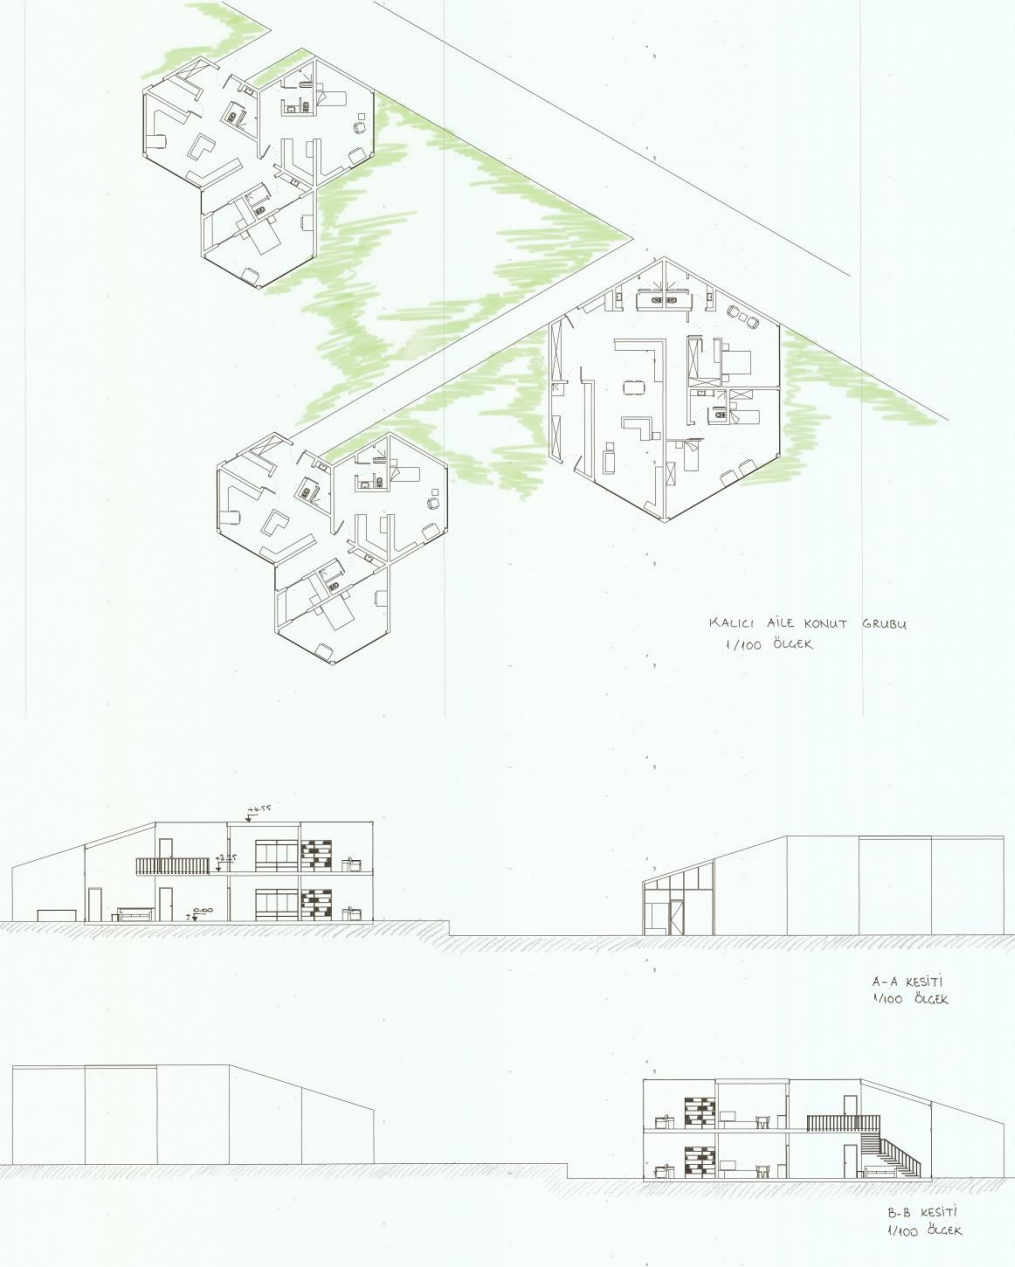 KALICI AİLE KONUT GRUBU
1/100 ÖLÇEK
+6.55
+3.25
± 0.00
A-A KESİTİ
1/100 ÖLÇEK
B-B KESİTİ
1/100 ÖLÇEK